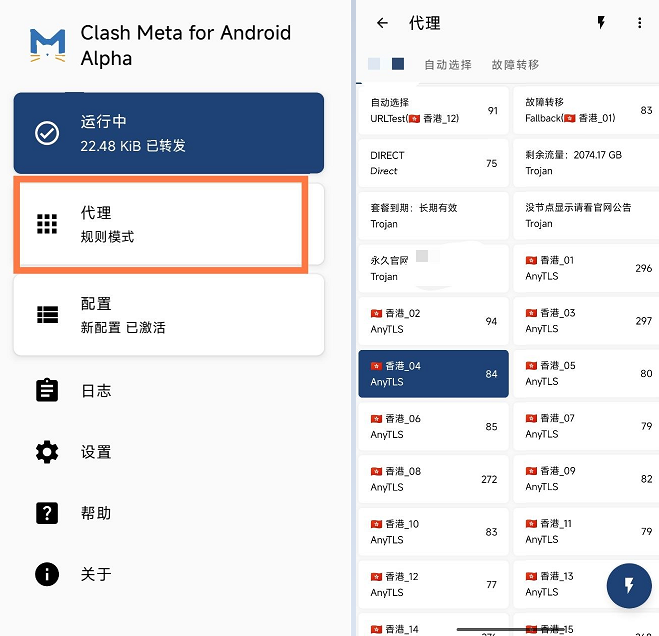 Clash Meta for Android
Alpha
运行中
22.48 KiB 已转发
代理
规则模式
配置
新配置 已激活
日志
设置
帮助
关于
代理
自动选择 故障转移
自动选择
URLTest(🇭🇰 香港_12)
91
故障转移
Fallback(🇭🇰 香港_01)
83
DIRECT
Direct
75
剩余流量：2074.17 GB
Trojan
套餐到期：长期有效
Trojan
没节点显示请看官网公告
Trojan
永久官网
Trojan
🇭🇰 香港_01
AnyTLS
296
🇭🇰 香港_02
AnyTLS
94
🇭🇰 香港_03
AnyTLS
297
🇭🇰 香港_04
AnyTLS
84
🇭🇰 香港_05
AnyTLS
80
🇭🇰 香港_06
AnyTLS
85
🇭🇰 香港_07
AnyTLS
79
🇭🇰 香港_08
AnyTLS
272
🇭🇰 香港_09
AnyTLS
82
🇭🇰 香港_10
AnyTLS
83
🇭🇰 香港_11
AnyTLS
79
🇭🇰 香港_12
AnyTLS
77
🇭🇰 香港_13
AnyTLS
🇭🇰 香港_14
🇭🇰 香港_15